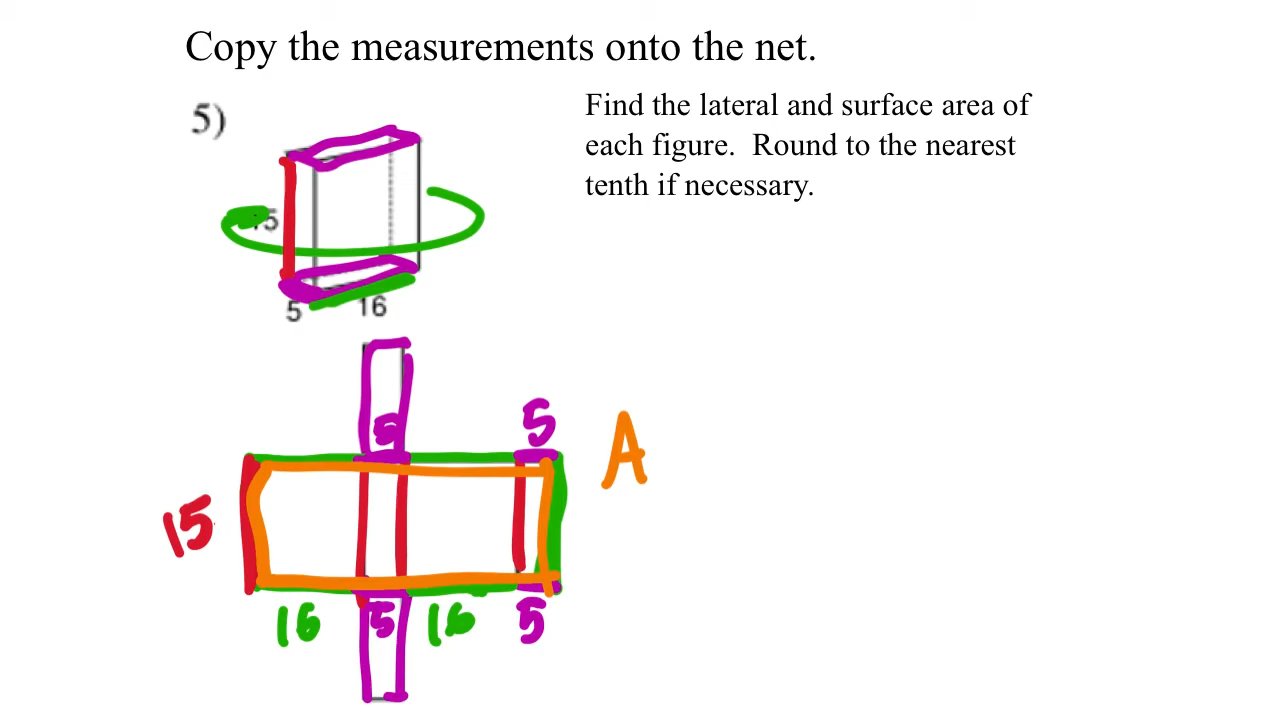 Copy the measurements onto the net.
5)
Find the lateral and surface area of
each figure. Round to the nearest
tenth if necessary.
15
5
16
5
5
A
15
16
5
16
5